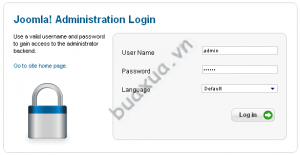 Joomla! Administration Login
Use a valid username and password
to gain access to the administrator
backend.
Go to site home page.
User Name
admin
Password
••••••
Language
Default
Log in
buaxua.vn